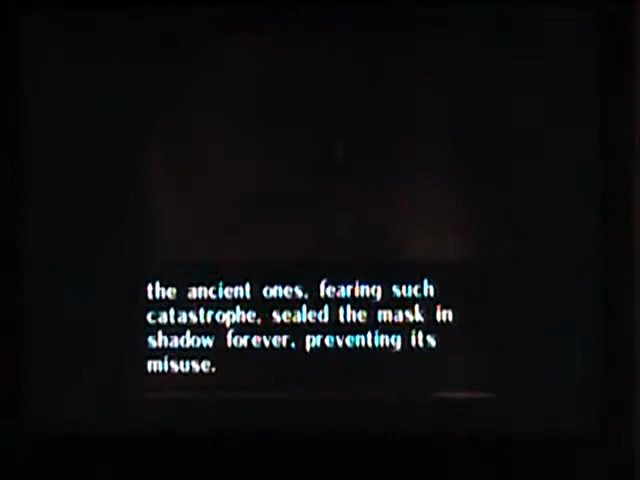 the ancient ones, fearing such
catastrophe, sealed the mask in
shadow forever, preventing its
misuse.